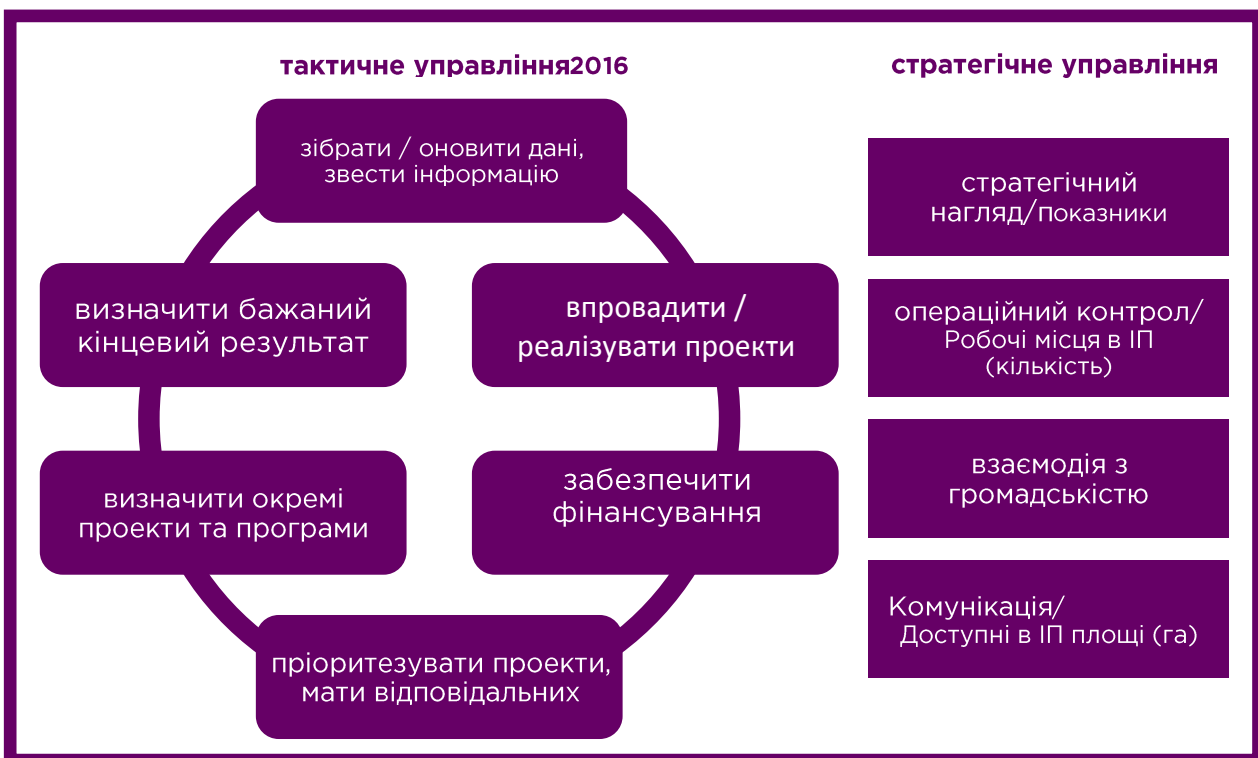 тактичне управління2016
стратегічне управління
зібрати / оновити дані,
звести інформацію
визначити бажаний
кінцевий результат
впровадити /
реалізувати проекти
визначити окремі
проекти та програми
забезпечити
фінансування
пріоритезувати проекти,
мати відповідальних
стратегічний
нагляд/показники
операційний контрол/
Робочі місця в ІП
(кількість)
взаємодія з
громадськістю
Комунікація/
Доступні в ІП площі (га)